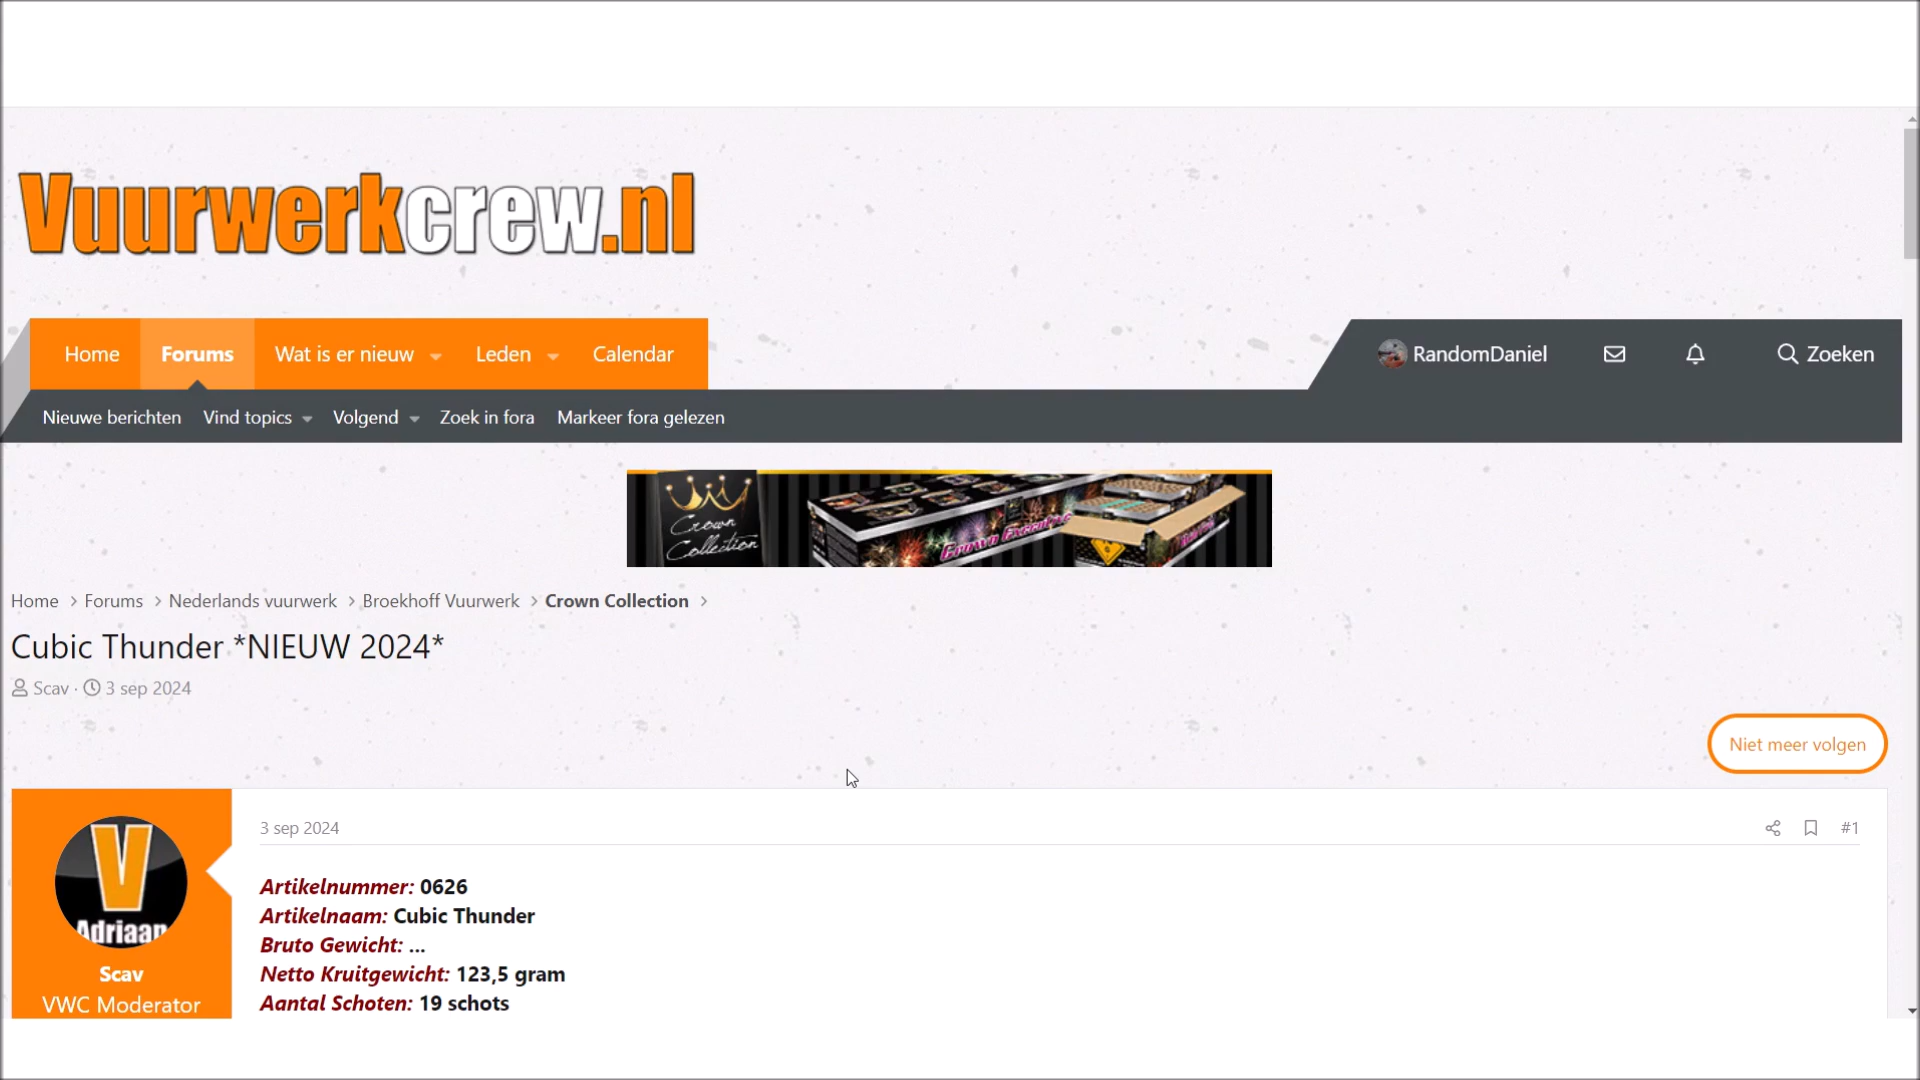 Vuurwerkcrew.nl
Home
Forums
Wat is er nieuw
Leden
Calendar
RandomDaniel
Zoeken
Nieuwe berichten
Vind topics
Volgend
Zoek in fora
Markeer fora gelezen
Crown
Collection
Crown Executive
Home > Forums > Nederlands vuurwerk > Broekhoff Vuurwerk > Crown Collection >
Cubic Thunder *NIEUW 2024*
Scav · 3 sep 2024
Niet meer volgen
V
Adriaan
Scav
VWC Moderator
3 sep 2024
#1
Artikelnummer: 0626
Artikelnaam: Cubic Thunder
Bruto Gewicht: ...
Netto Kruitgewicht: 123,5 gram
Aantal Schoten: 19 schots